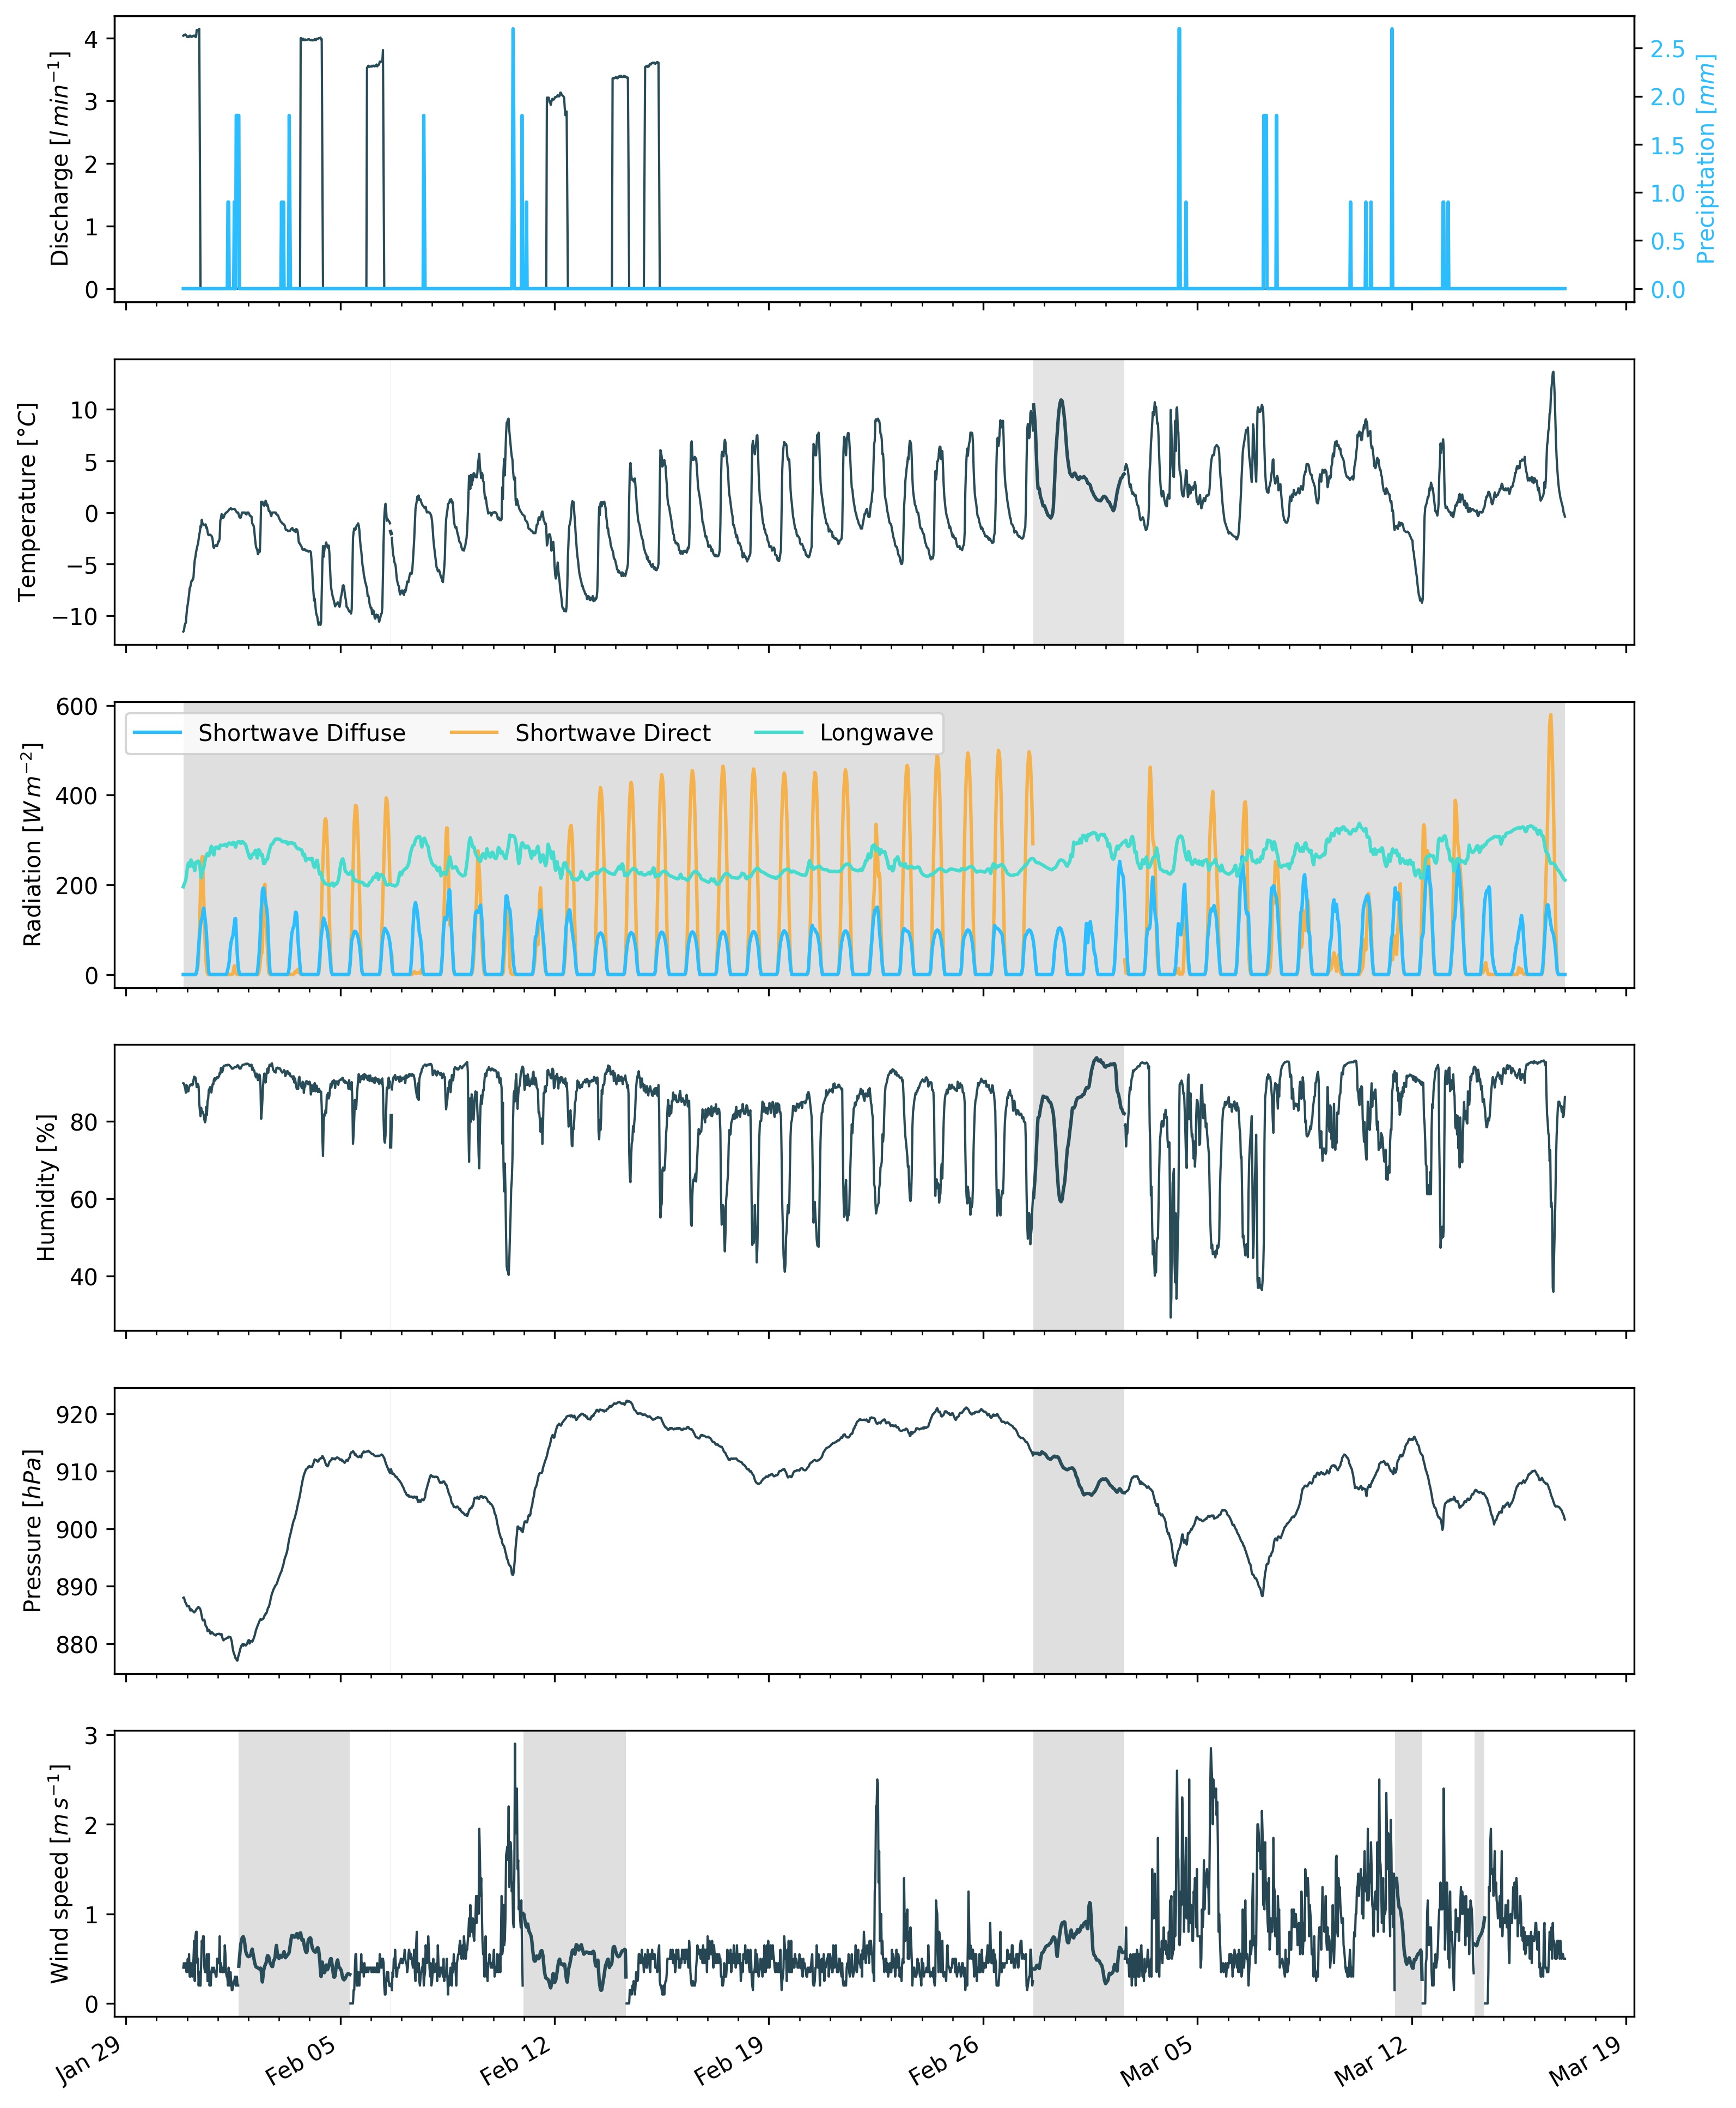 Discharge [l min⁻¹]
4
3
2
1
0
2.5
2.0
1.5
1.0
0.5
0.0
Precipitation [mm]
Temperature [°C]
10
5
0
−5
−10
Radiation [W m⁻²]
600
400
200
0
Shortwave Diffuse
Shortwave Direct
Longwave
Humidity [%]
80
60
40
Pressure [hPa]
920
910
900
890
880
Wind speed [m s⁻¹]
3
2
1
0
Jan 29
Feb 05
Feb 12
Feb 19
Feb 26
Mar 05
Mar 12
Mar 19